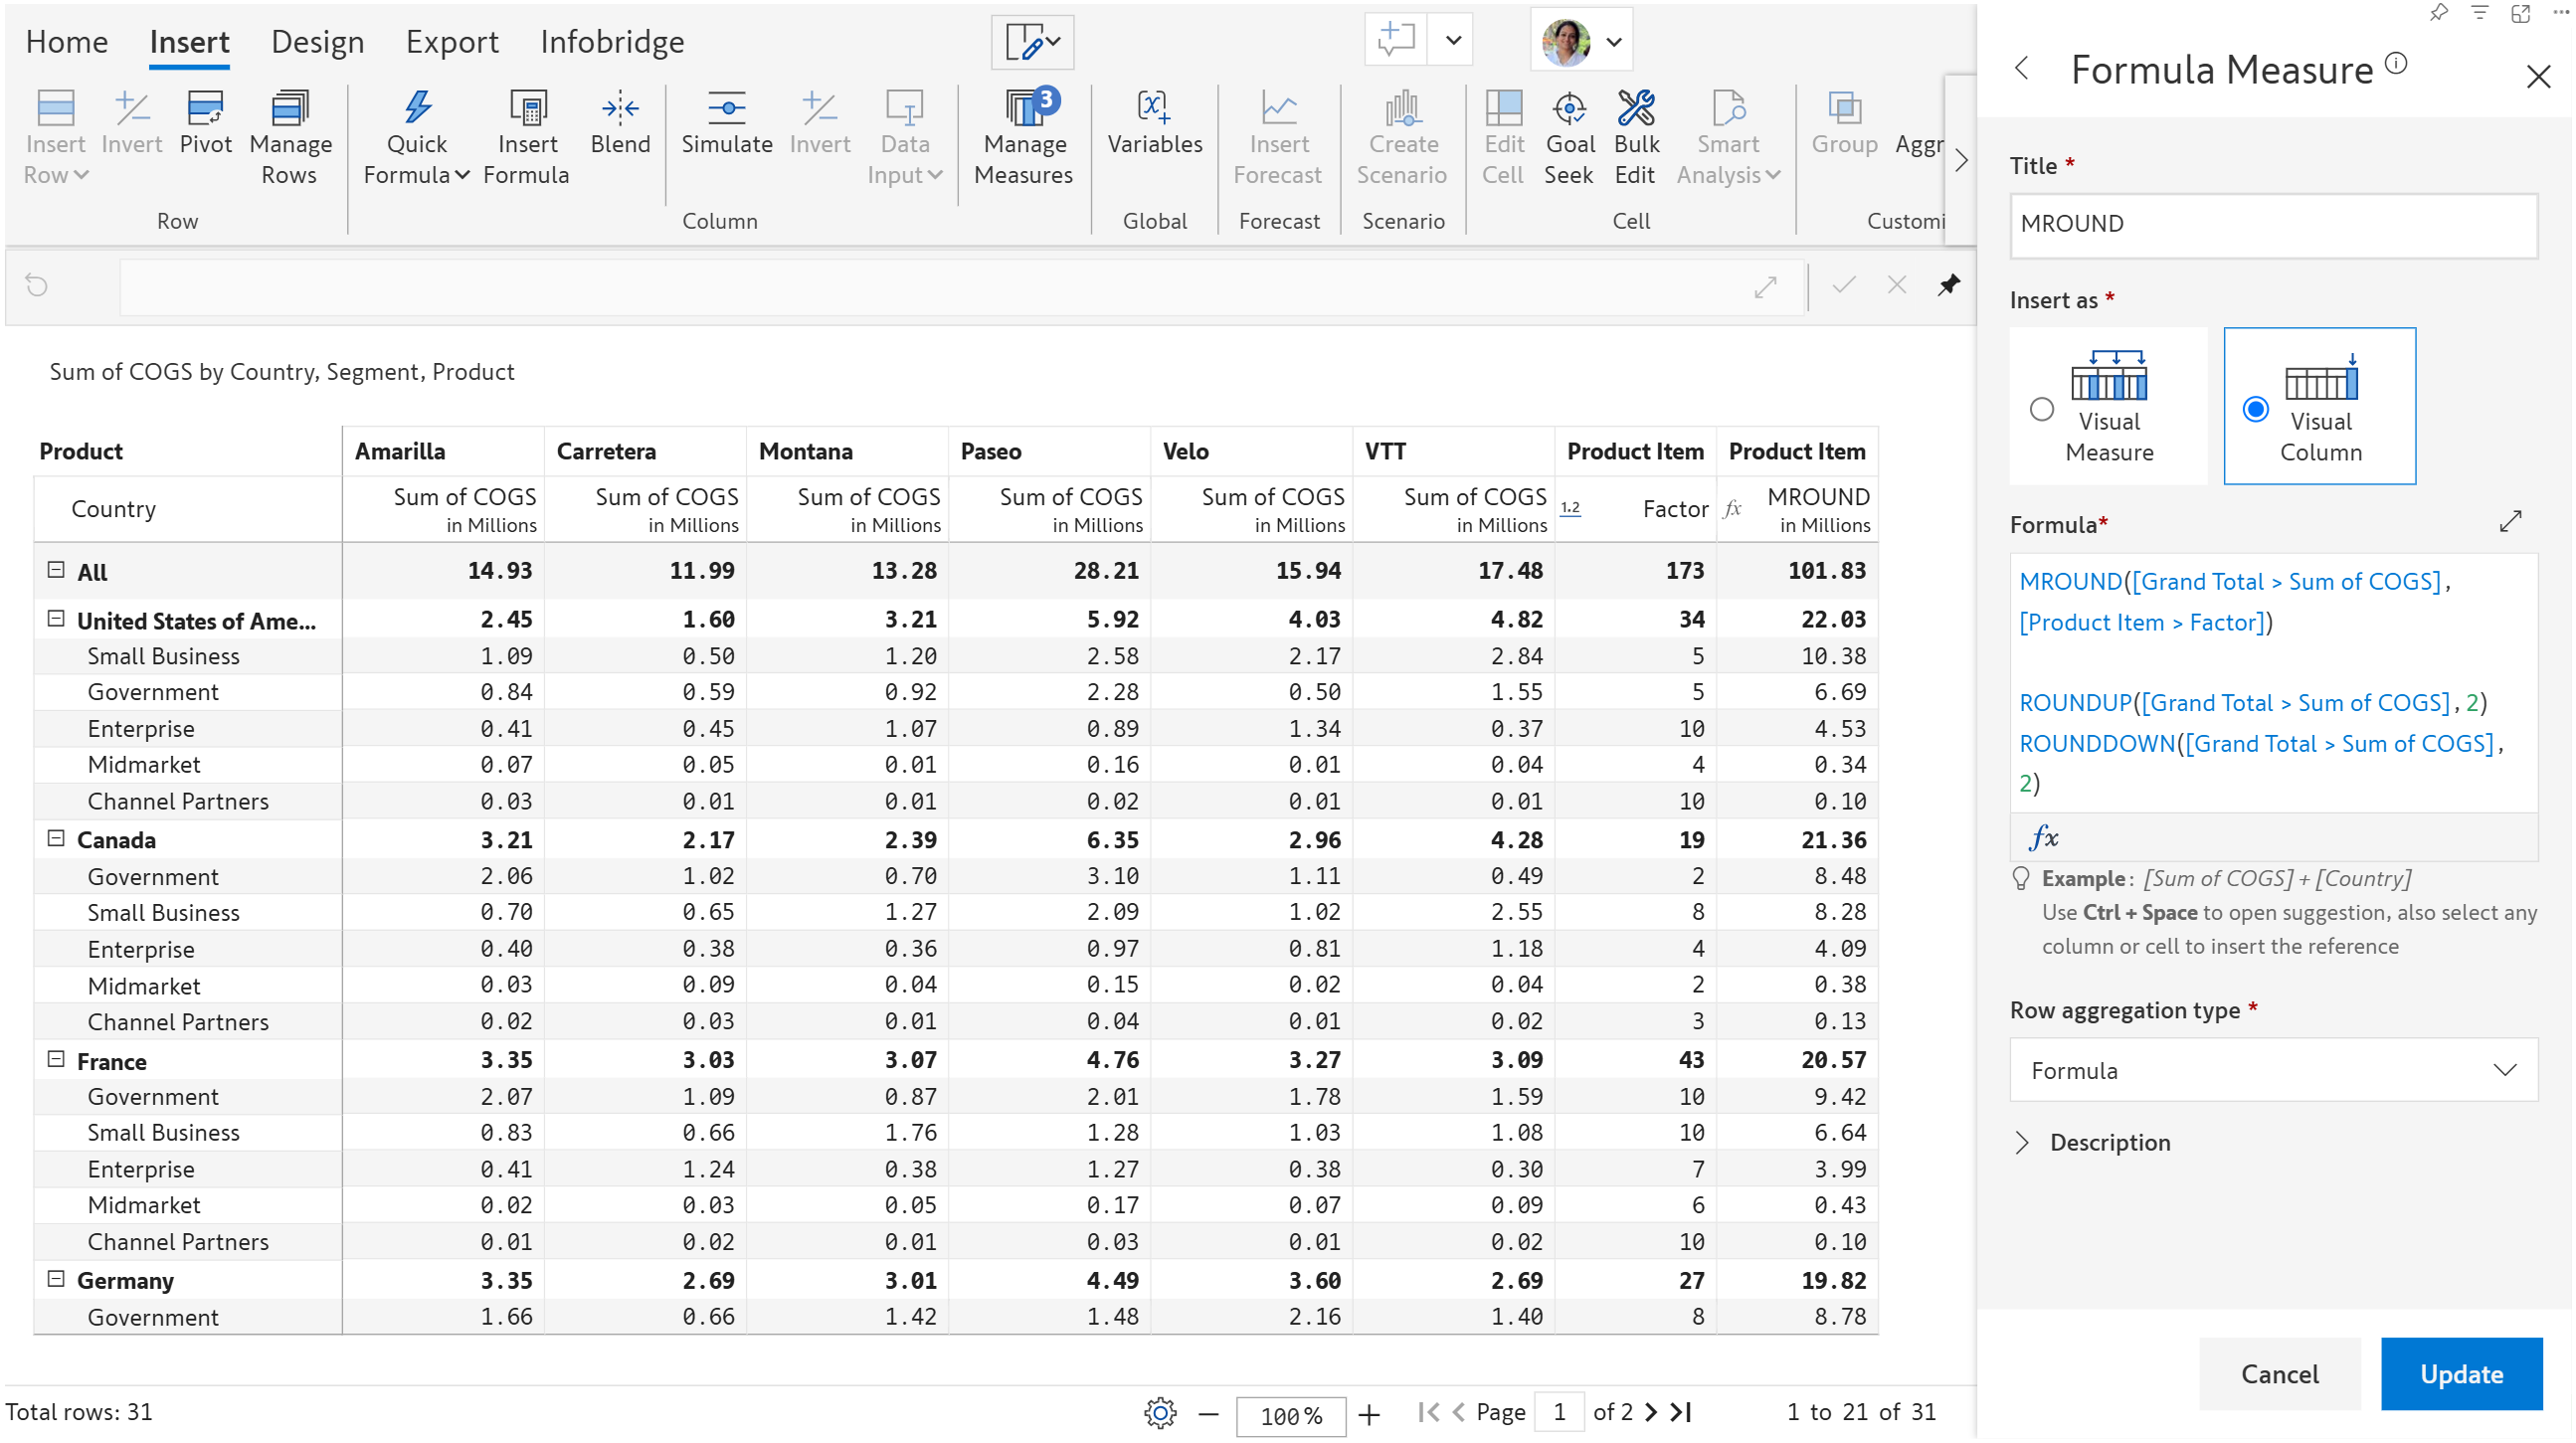 Home Insert Design Export Infobridge
Insert Row Invert Pivot Manage Rows Quick Formula Insert Formula Blend Simulate Invert Data Input Manage Measures 3 Variables Insert Forecast Create Scenario Edit Cell Goal Seek Bulk Edit Smart Analysis Group Aggr
Row Column Global Forecast Scenario Cell Customi
Sum of COGS by Country, Segment, Product
Product Amarilla Carretera Montana Paseo Velo VTT Product Item Product Item
Country Sum of COGS Sum of COGS Sum of COGS Sum of COGS Sum of COGS Sum of COGS 1.2 Factor fx MROUND
in Millions in Millions in Millions in Millions in Millions in Millions in Millions
All 14.93 11.99 13.28 28.21 15.94 17.48 173 101.83
United States of Ame... 2.45 1.60 3.21 5.92 4.03 4.82 34 22.03
Small Business 1.09 0.50 1.20 2.58 2.17 2.84 5 10.38
Government 0.84 0.59 0.92 2.28 0.50 1.55 5 6.69
Enterprise 0.41 0.45 1.07 0.89 1.34 0.37 10 4.53
Midmarket 0.07 0.05 0.01 0.16 0.01 0.04 4 0.34
Channel Partners 0.03 0.01 0.01 0.02 0.01 0.01 10 0.10
Canada 3.21 2.17 2.39 6.35 2.96 4.28 19 21.36
Government 2.06 1.02 0.70 3.10 1.11 0.49 2 8.48
Small Business 0.70 0.65 1.27 2.09 1.02 2.55 8 8.28
Enterprise 0.40 0.38 0.36 0.97 0.81 1.18 4 4.09
Midmarket 0.03 0.09 0.04 0.15 0.02 0.04 2 0.38
Channel Partners 0.02 0.03 0.01 0.04 0.01 0.02 3 0.13
France 3.35 3.03 3.07 4.76 3.27 3.09 43 20.57
Government 2.07 1.09 0.87 2.01 1.78 1.59 10 9.42
Small Business 0.83 0.66 1.76 1.28 1.03 1.08 10 6.64
Enterprise 0.41 1.24 0.38 1.27 0.38 0.30 7 3.99
Midmarket 0.02 0.03 0.05 0.17 0.07 0.09 6 0.43
Channel Partners 0.01 0.02 0.01 0.03 0.01 0.02 10 0.10
Germany 3.35 2.69 3.01 4.49 3.60 2.69 27 19.82
Government 1.66 0.66 1.42 1.48 2.16 1.40 8 8.78
Total rows: 31 100% Page 1 of 2 1 to 21 of 31
Formula Measure
Title *
MROUND
Insert as *
Visual Measure Visual Column
Formula*
MROUND([Grand Total > Sum of COGS],
[Product Item > Factor])
ROUNDUP([Grand Total > Sum of COGS], 2)
ROUNDDOWN([Grand Total > Sum of COGS],
2)
fx
Example: [Sum of COGS] + [Country]
Use Ctrl + Space to open suggestion, also select any
column or cell to insert the reference
Row aggregation type *
Formula
Description
Cancel Update